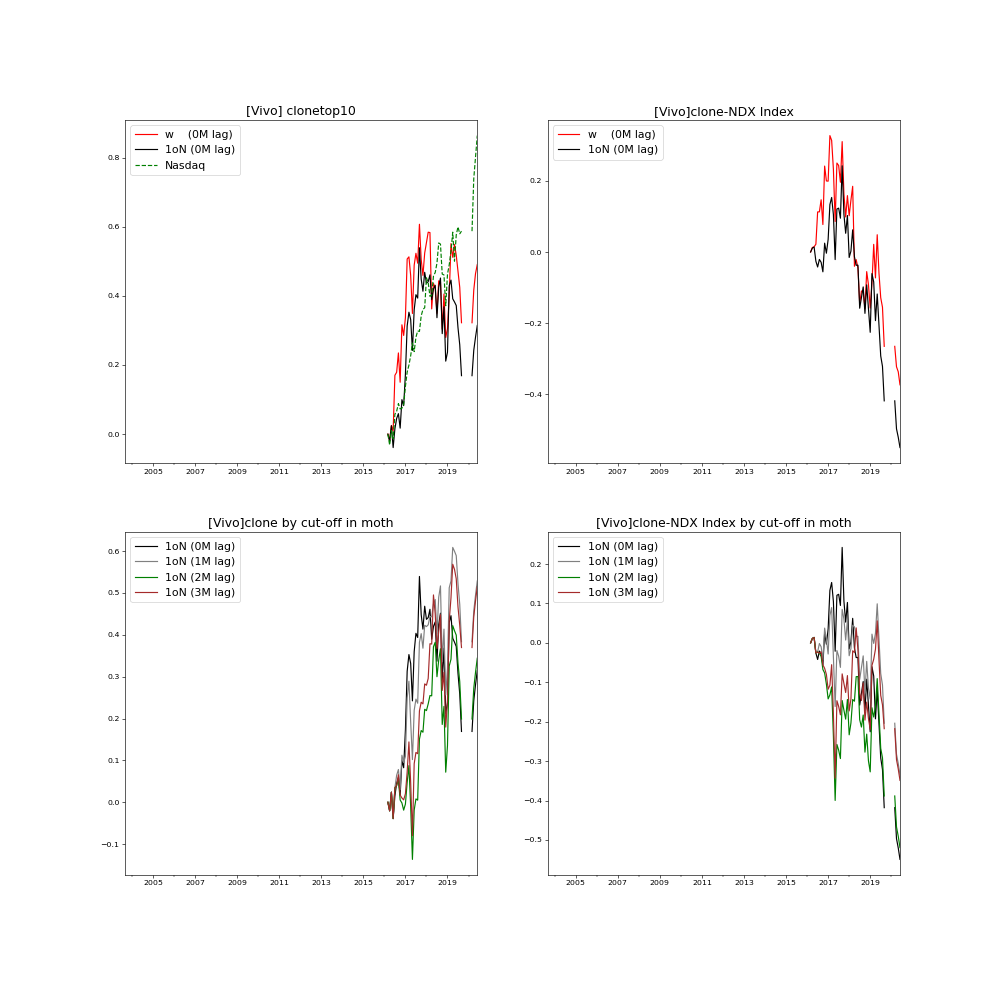 [Vivo] clonetop10
w    (0M lag)
1oN (0M lag)
Nasdaq
0.8
0.6
0.4
0.2
0.0
2005 2007 2009 2011 2013 2015 2017 2019
[Vivo]clone-NDX Index
w    (0M lag)
1oN (0M lag)
0.2
0.0
−0.2
−0.4
2005 2007 2009 2011 2013 2015 2017 2019
[Vivo]clone by cut-off in moth
1oN (0M lag)
1oN (1M lag)
1oN (2M lag)
1oN (3M lag)
0.6
0.5
0.4
0.3
0.2
0.1
0.0
−0.1
2005 2007 2009 2011 2013 2015 2017 2019
[Vivo]clone-NDX Index by cut-off in moth
1oN (0M lag)
1oN (1M lag)
1oN (2M lag)
1oN (3M lag)
0.2
0.1
0.0
−0.1
−0.2
−0.3
−0.4
−0.5
2005 2007 2009 2011 2013 2015 2017 2019